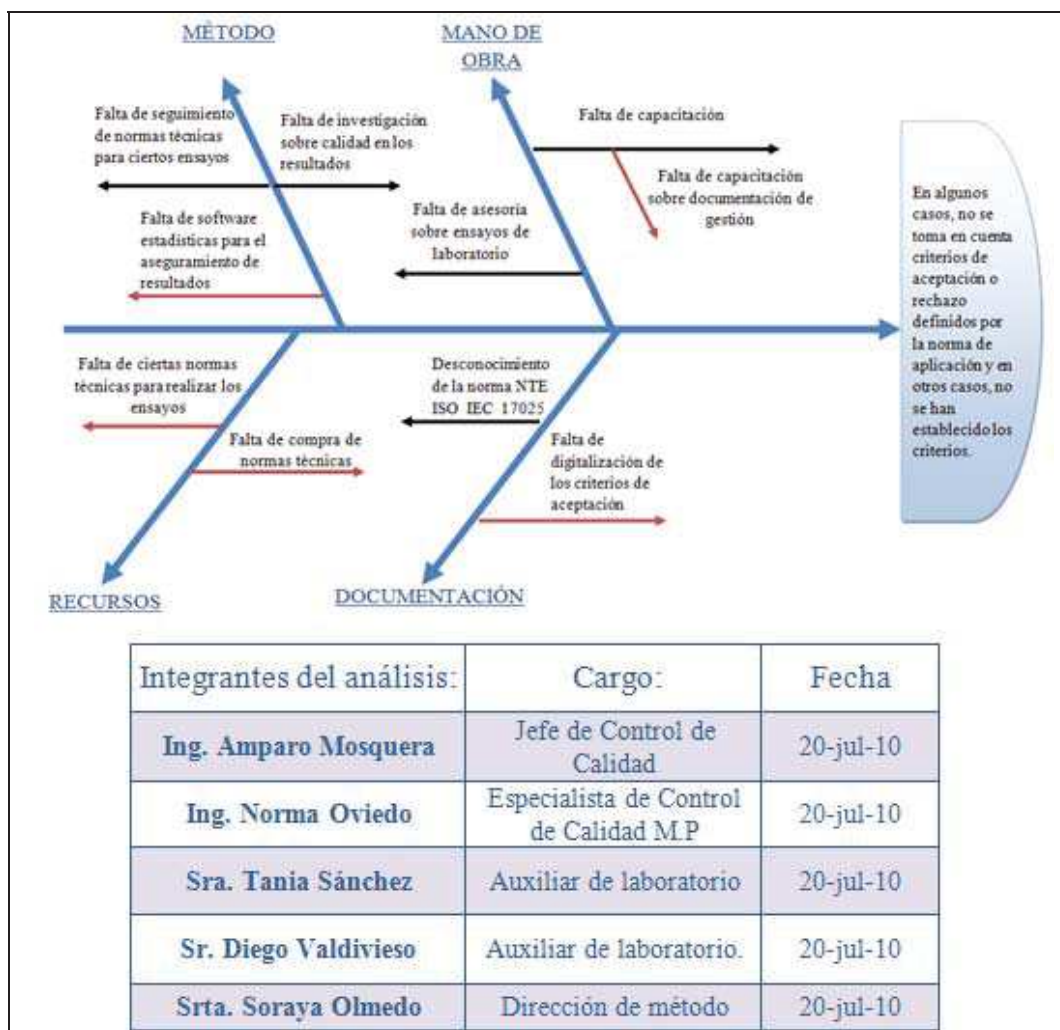 MÉTODO
MANO DE
OBRA
Falta de seguimiento
de normas técnicas
para ciertos ensayos
Falta de investigación
sobre calidad en los
resultados
Falta de software
estadísticas para el
aseguramiento de
resultados
Falta de capacitación
Falta de capacitación
sobre documentación de
gestión
Falta de asesoría
sobre ensayos de
laboratorio
En algunos
casos, no se
toma en cuenta
criterios de
aceptación o
rechazo
definidos por
la norma de
aplicación y en
otros casos, no
se han
establecido los
criterios.
Falta de ciertas normas
técnicas para realizar los
ensayos
Falta de compra de
normas técnicas
Desconocimiento
de la norma NTE
ISO IEC 17025
Falta de
digitalización de
los criterios de
aceptación
RECURSOS
DOCUMENTACIÓN
Integrantes del análisis: Cargo: Fecha
Ing. Amparo Mosquera Jefe de Control de
Calidad 20-jul-10
Ing. Norma Oviedo Especialista de Control
de Calidad M.P 20-jul-10
Sra. Tania Sánchez Auxiliar de laboratorio 20-jul-10
Sr. Diego Valdivieso Auxiliar de laboratorio. 20-jul-10
Srta. Soraya Olmedo Dirección de método 20-jul-10